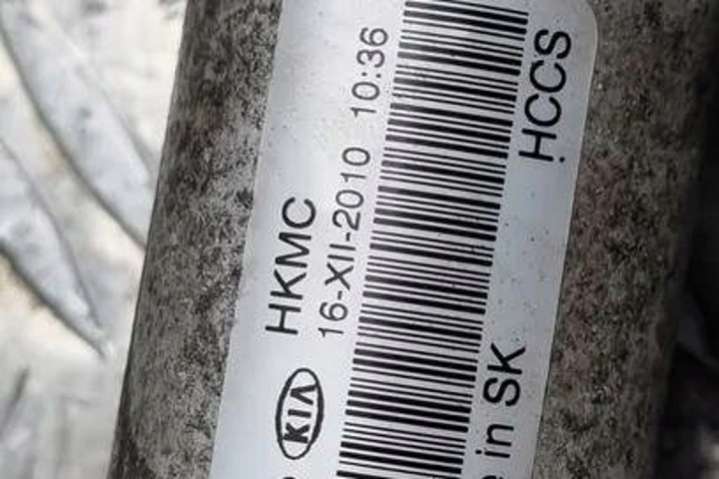 KIA HKMC
16-XII-2010 10:36
in SK HCCS